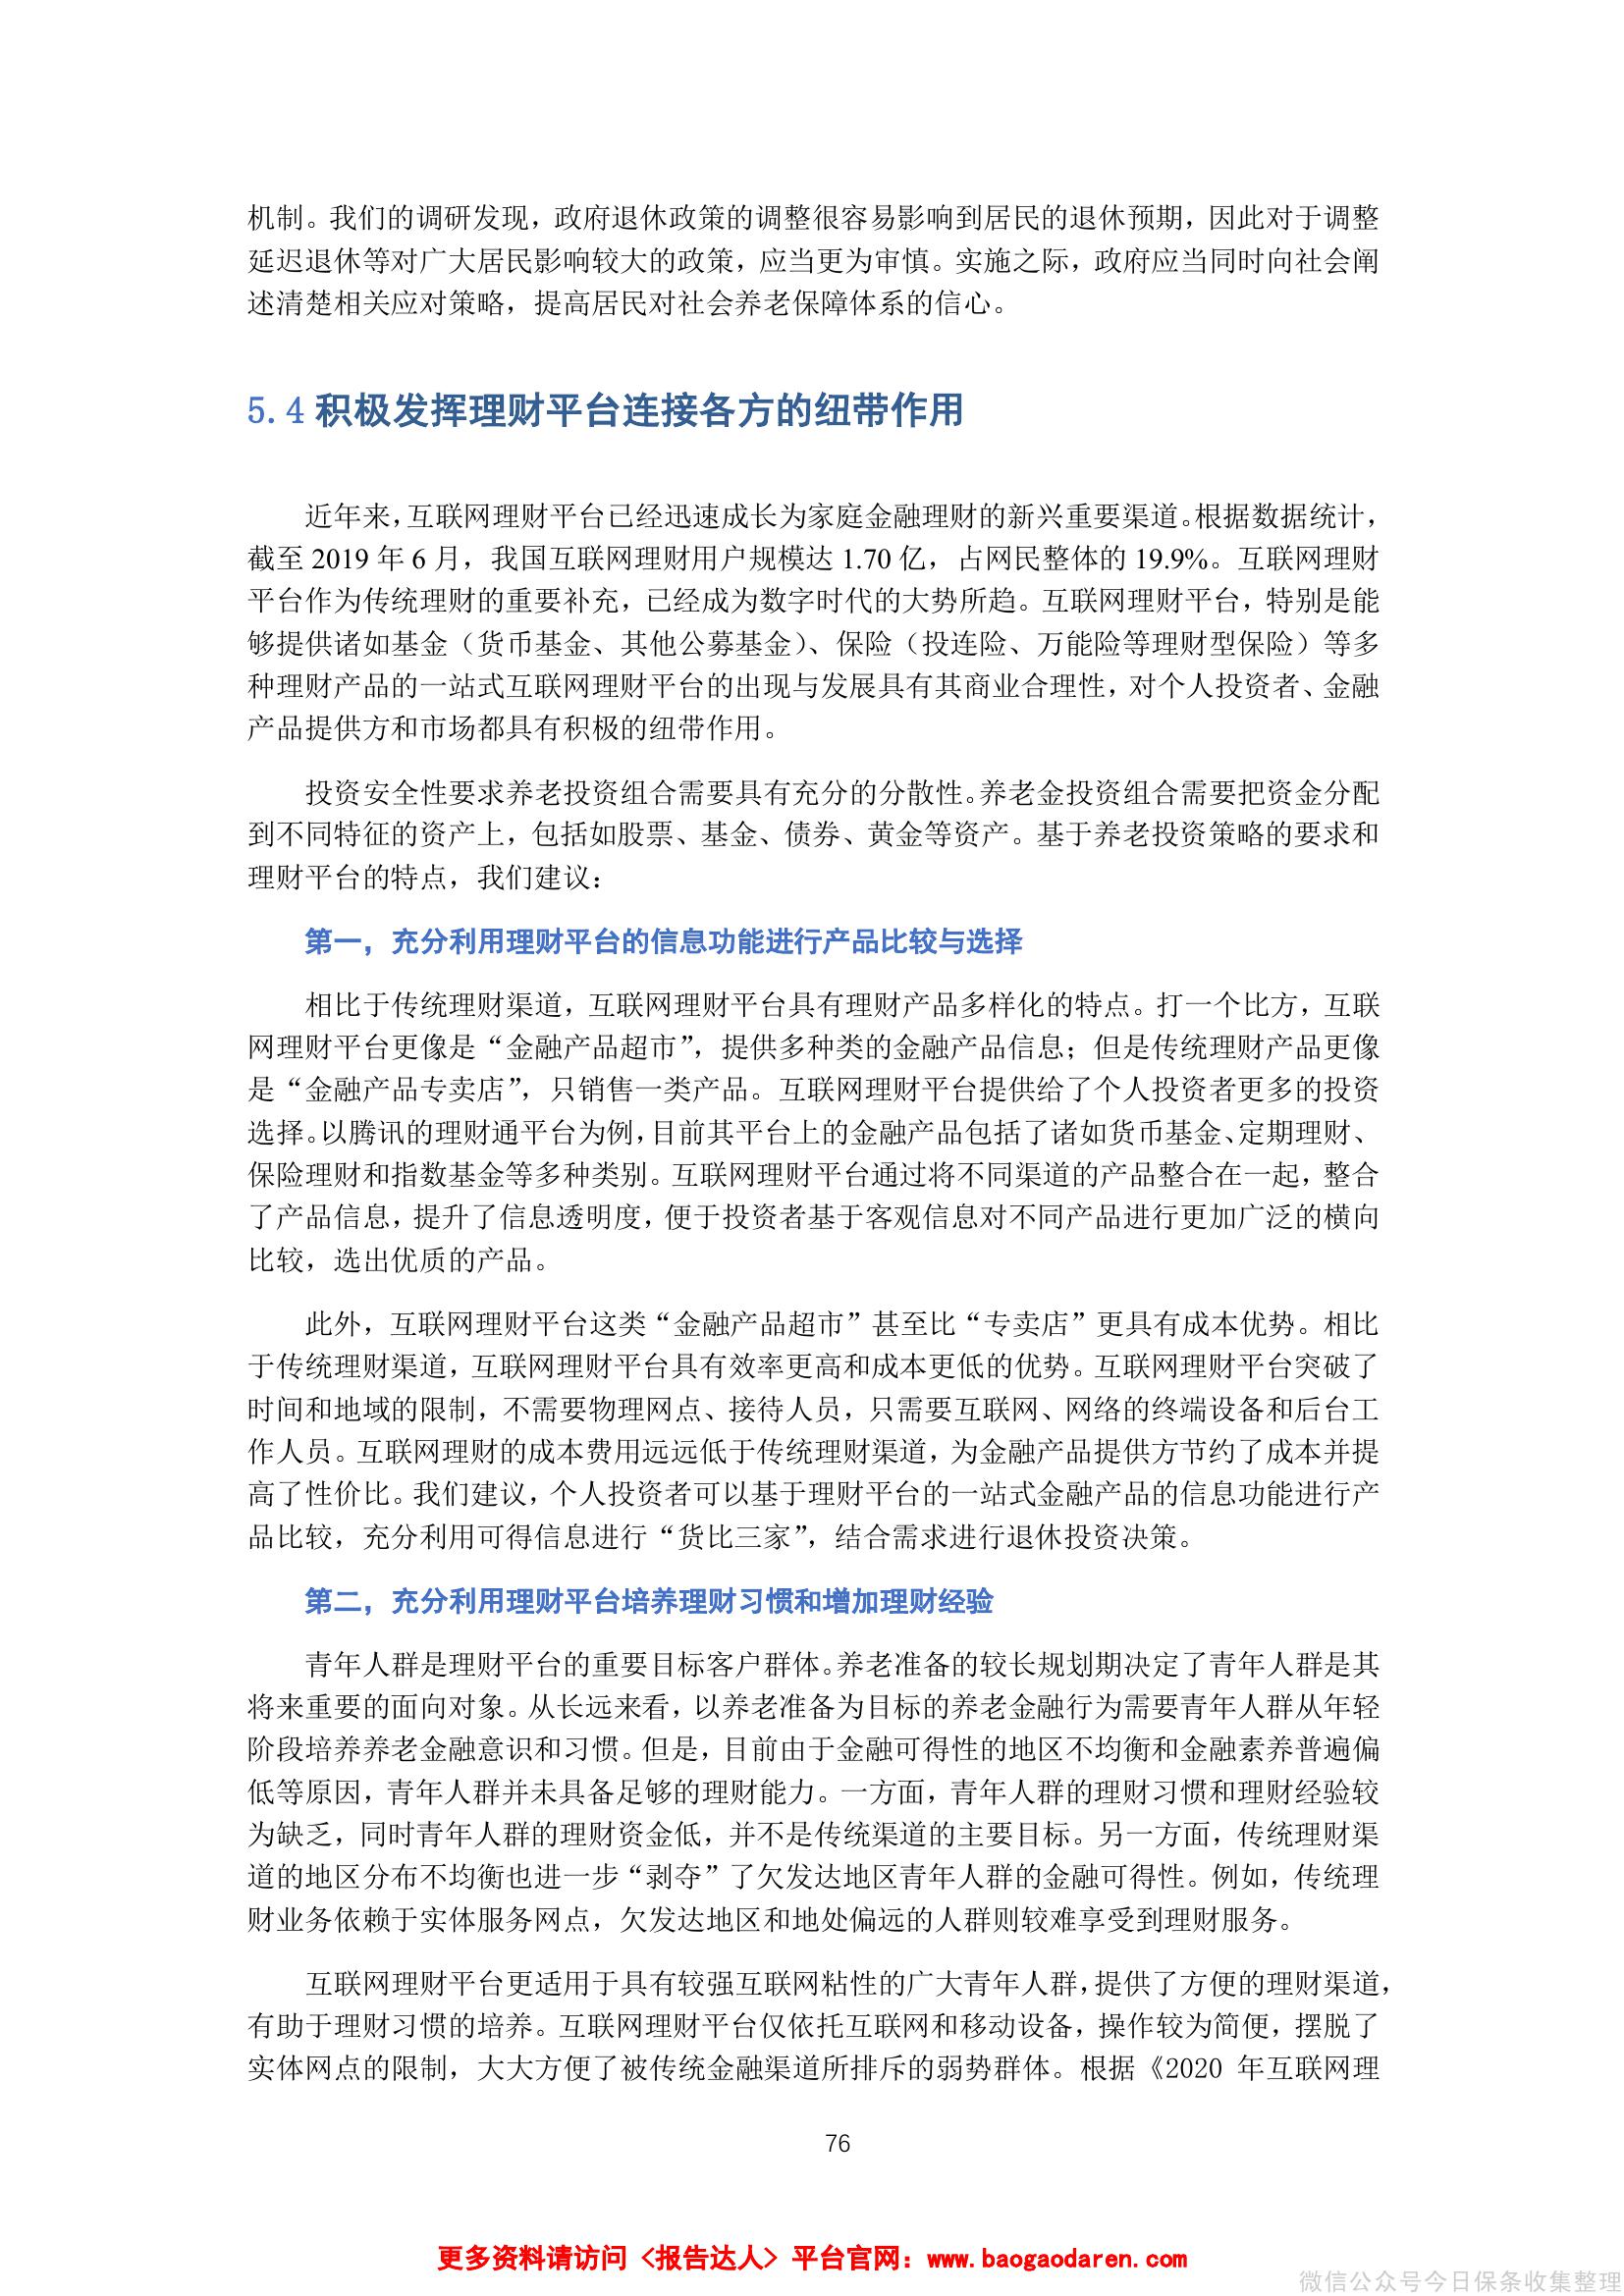 机制。我们的调研发现，政府退休政策的调整很容易影响到居民的退休预期，因此对于调整
延迟退休等对广大居民影响较大的政策，应当更为审慎。实施之际，政府应当同时向社会阐
述清楚相关应对策略，提高居民对社会养老保障体系的信心。
5.4 积极发挥理财平台连接各方的纽带作用
近年来，互联网理财平台已经迅速成长为家庭金融理财的新兴重要渠道。根据数据统计，
截至 2019 年 6 月，我国互联网理财用户规模达 1.70 亿，占网民整体的 19.9%。互联网理财
平台作为传统理财的重要补充，已经成为数字时代的大势所趋。互联网理财平台，特别是能
够提供诸如基金（货币基金、其他公募基金）、保险（投连险、万能险等理财型保险）等多
种理财产品的一站式互联网理财平台的出现与发展具有其商业合理性，对个人投资者、金融
产品提供方和市场都具有积极的纽带作用。
投资安全性要求养老投资组合需要具有充分的分散性。养老金投资组合需要把资金分配
到不同特征的资产上，包括如股票、基金、债券、黄金等资产。基于养老投资策略的要求和
理财平台的特点，我们建议：
第一，充分利用理财平台的信息功能进行产品比较与选择
相比于传统理财渠道，互联网理财平台具有理财产品多样化的特点。打一个比方，互联
网理财平台更像是“金融产品超市”，提供多种类的金融产品信息；但是传统理财产品更像
是“金融产品专卖店”，只销售一类产品。互联网理财平台提供给了个人投资者更多的投资
选择。以腾讯的理财通平台为例，目前其平台上的金融产品包括了诸如货币基金、定期理财、
保险理财和指数基金等多种类别。互联网理财平台通过将不同渠道的产品整合在一起，整合
了产品信息，提升了信息透明度，便于投资者基于客观信息对不同产品进行更加广泛的横向
比较，选出优质的产品。
此外，互联网理财平台这类“金融产品超市”甚至比“专卖店”更具有成本优势。相比
于传统理财渠道，互联网理财平台具有效率更高和成本更低的优势。互联网理财平台突破了
时间和地域的限制，不需要物理网点、接待人员，只需要互联网、网络的终端设备和后台工
作人员。互联网理财的成本费用远远低于传统理财渠道，为金融产品提供方节约了成本并提
高了性价比。我们建议，个人投资者可以基于理财平台的一站式金融产品的信息功能进行产
品比较，充分利用可得信息进行“货比三家”，结合需求进行退休投资决策。
第二，充分利用理财平台培养理财习惯和增加理财经验
青年人群是理财平台的重要目标客户群体。养老准备的较长规划期决定了青年人群是其
将来重要的面向对象。从长远来看，以养老准备为目标的养老金融行为需要青年人群从年轻
阶段培养养老金融意识和习惯。但是，目前由于金融可得性的地区不均衡和金融素养普遍偏
低等原因，青年人群并未具备足够的理财能力。一方面，青年人群的理财习惯和理财经验较
为缺乏，同时青年人群的理财资金低，并不是传统渠道的主要目标。另一方面，传统理财渠
道的地区分布不均衡也进一步“剥夺”了欠发达地区青年人群的金融可得性。例如，传统理
财业务依赖于实体服务网点，欠发达地区和地处偏远的人群则较难享受到理财服务。
互联网理财平台更适用于具有较强互联网粘性的广大青年人群，提供了方便的理财渠道，
有助于理财习惯的培养。互联网理财平台仅依托互联网和移动设备，操作较为简便，摆脱了
实体网点的限制，大大方便了被传统金融渠道所排斥的弱势群体。根据《2020 年互联网理
76
更多资料请访问《报告达人》平台官网：www.baogaodaren.com
微信公众号今日保条收集整理